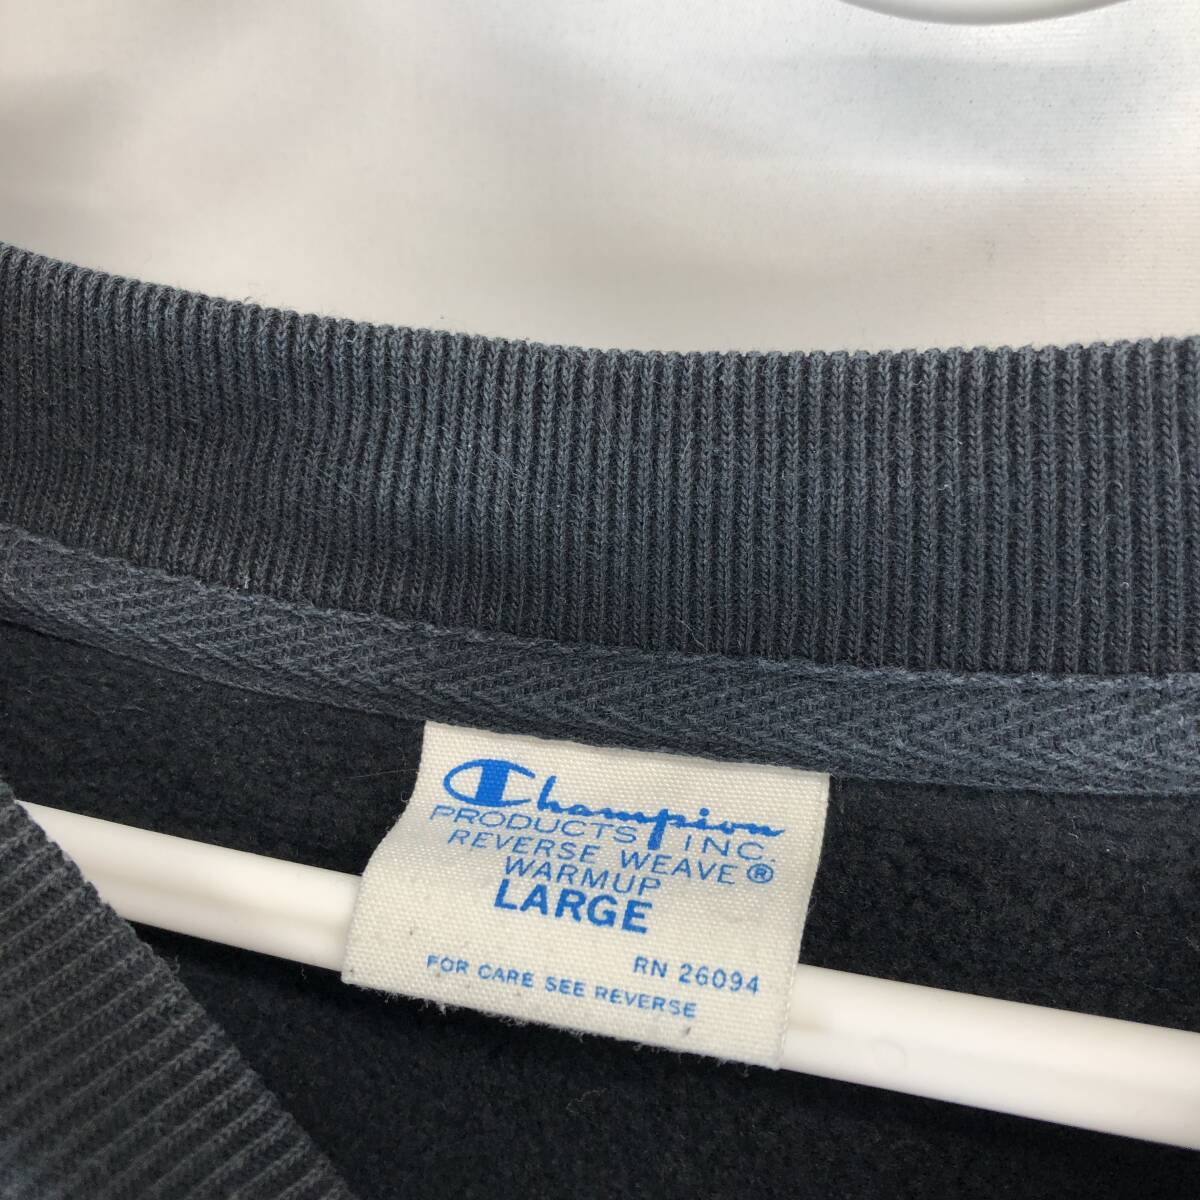 Champion
PRODUCTS INC.
REVERSE WEAVE®
WARMUP
LARGE
RN 26094
FOR CARE SEE REVERSE